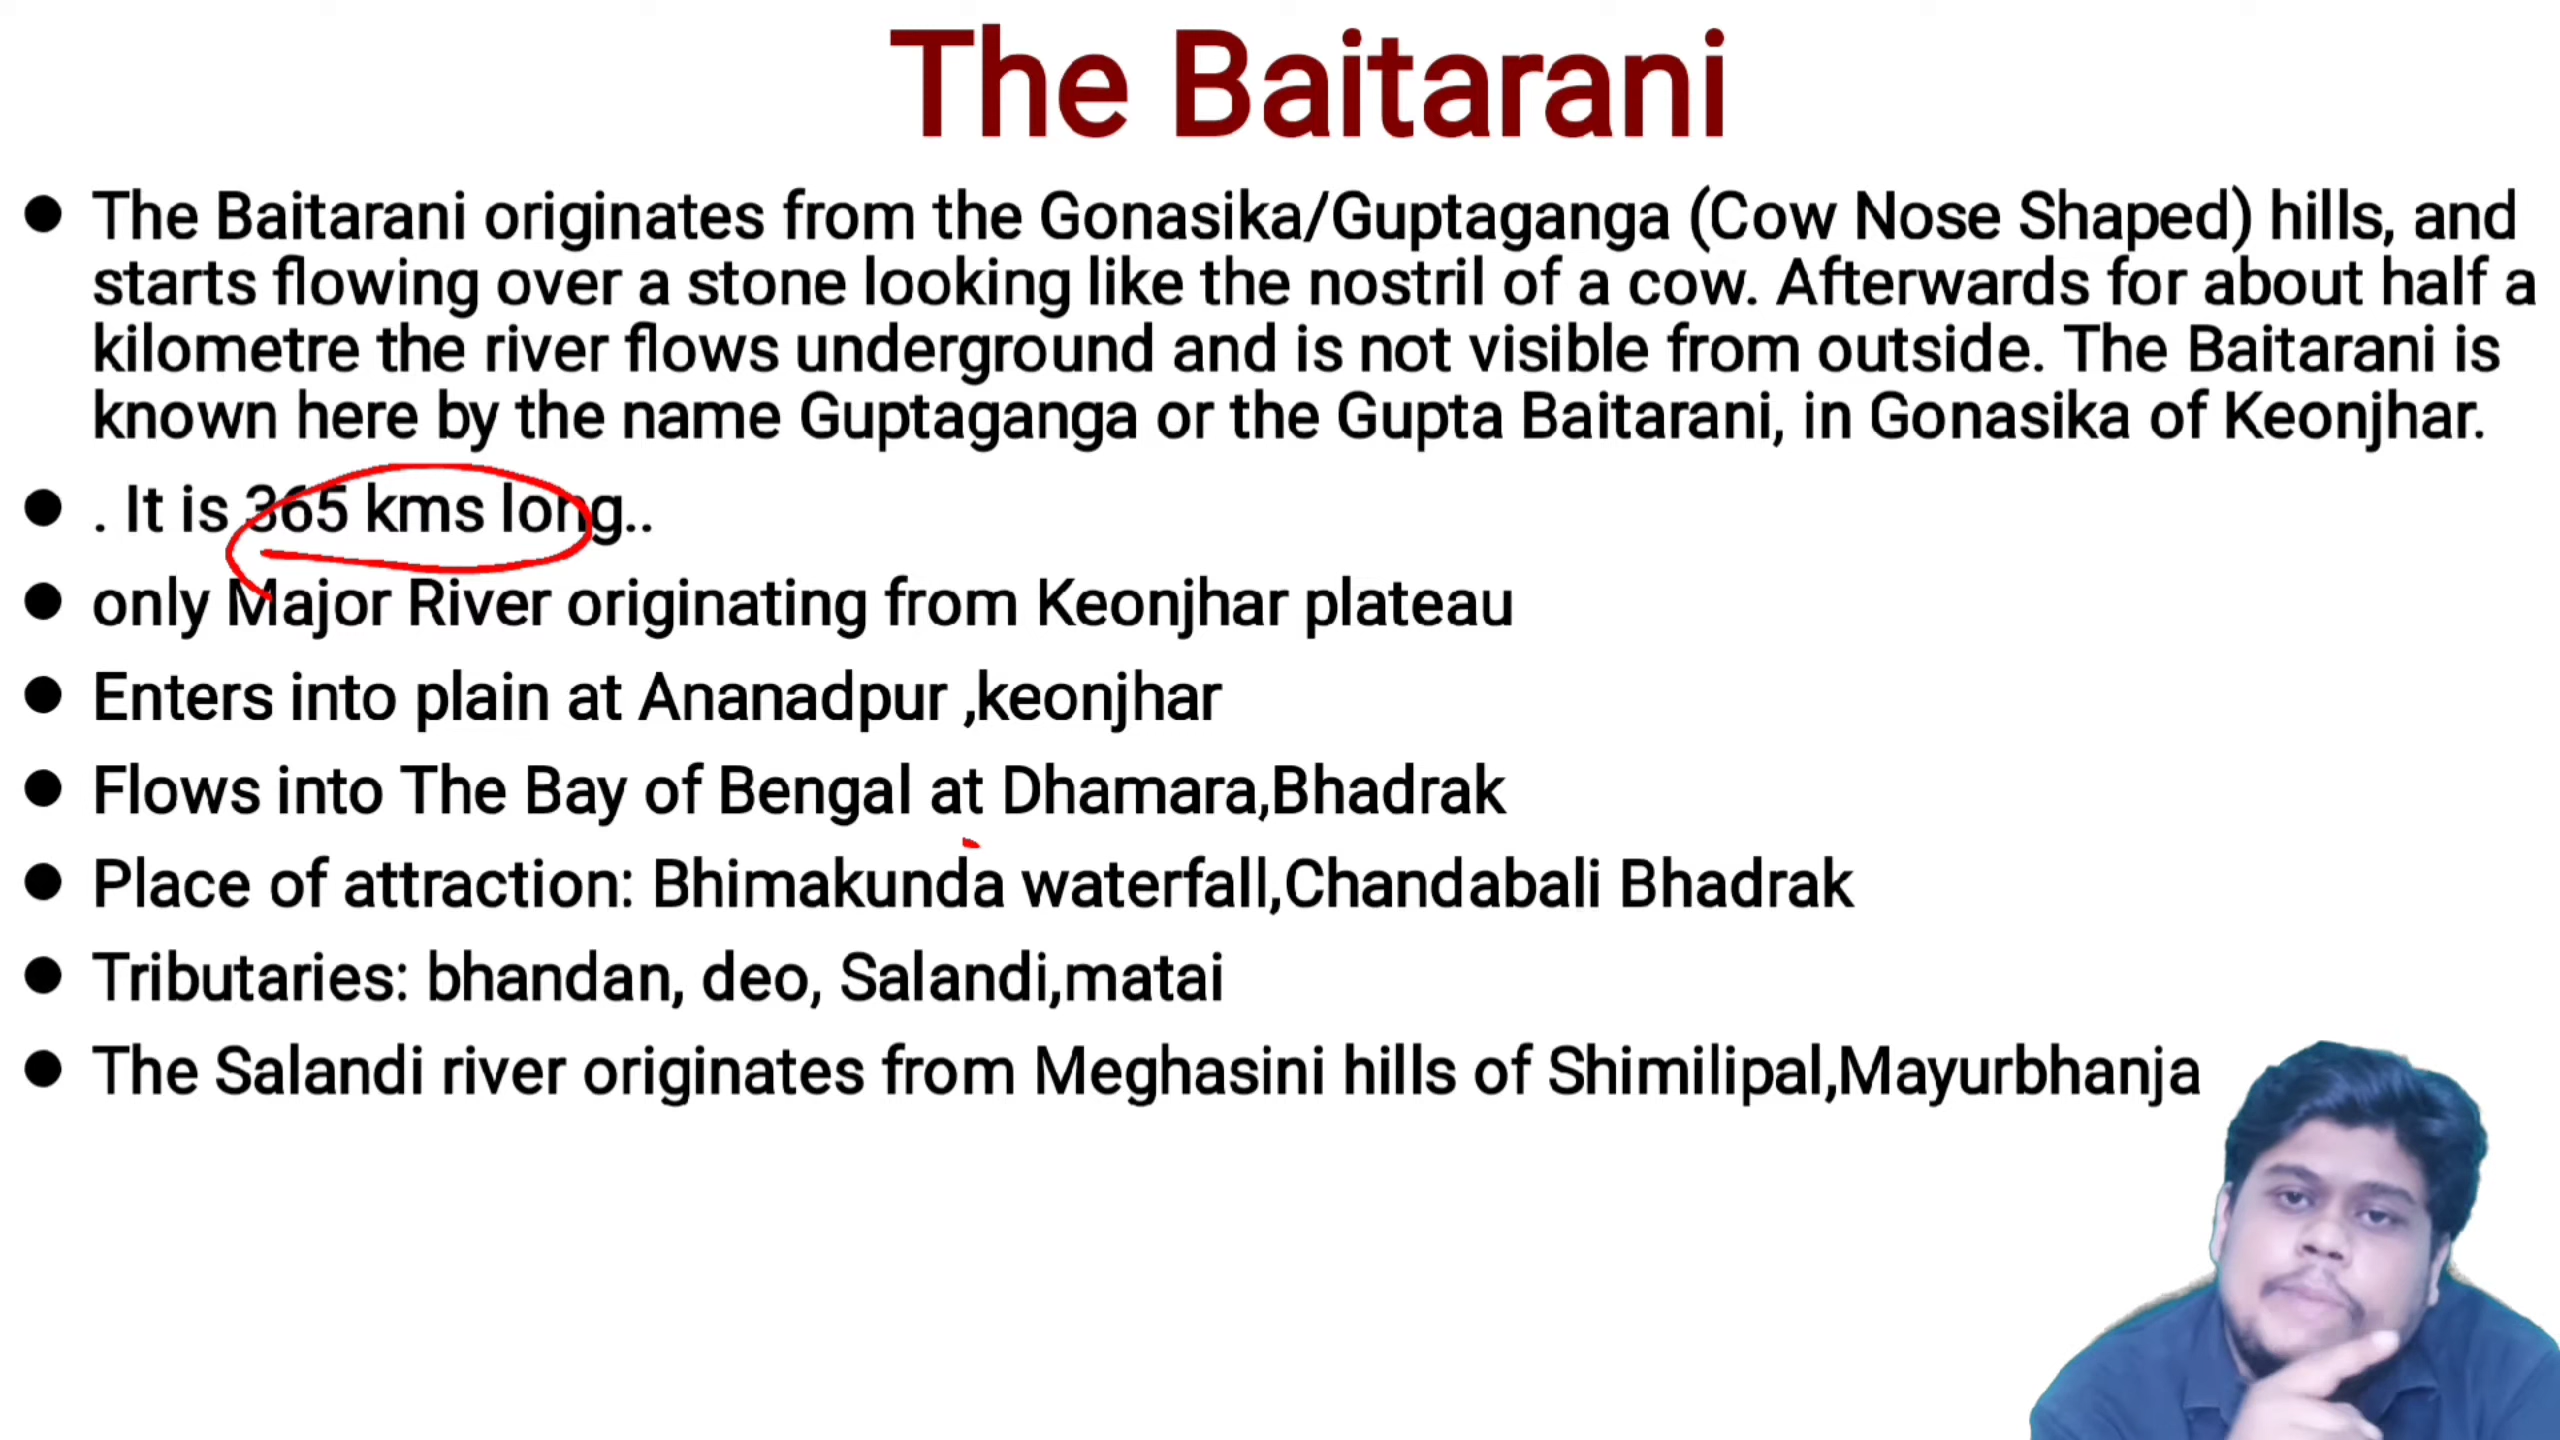 The Baitarani
● The Baitarani originates from the Gonasika/Guptaganga (Cow Nose Shaped) hills, and
starts flowing over a stone looking like the nostril of a cow. Afterwards for about half a
kilometre the river flows underground and is not visible from outside. The Baitarani is
known here by the name Guptaganga or the Gupta Baitarani, in Gonasika of Keonjhar.
● . It is 365 kms long..
● only Major River originating from Keonjhar plateau
● Enters into plain at Ananadpur ,keonjhar
● Flows into The Bay of Bengal at Dhamara,Bhadrak
● Place of attraction: Bhimakunda waterfall,Chandabali Bhadrak
● Tributaries: bhandan, deo, Salandi,matai
● The Salandi river originates from Meghasini hills of Shimilipal,Mayurbhanja